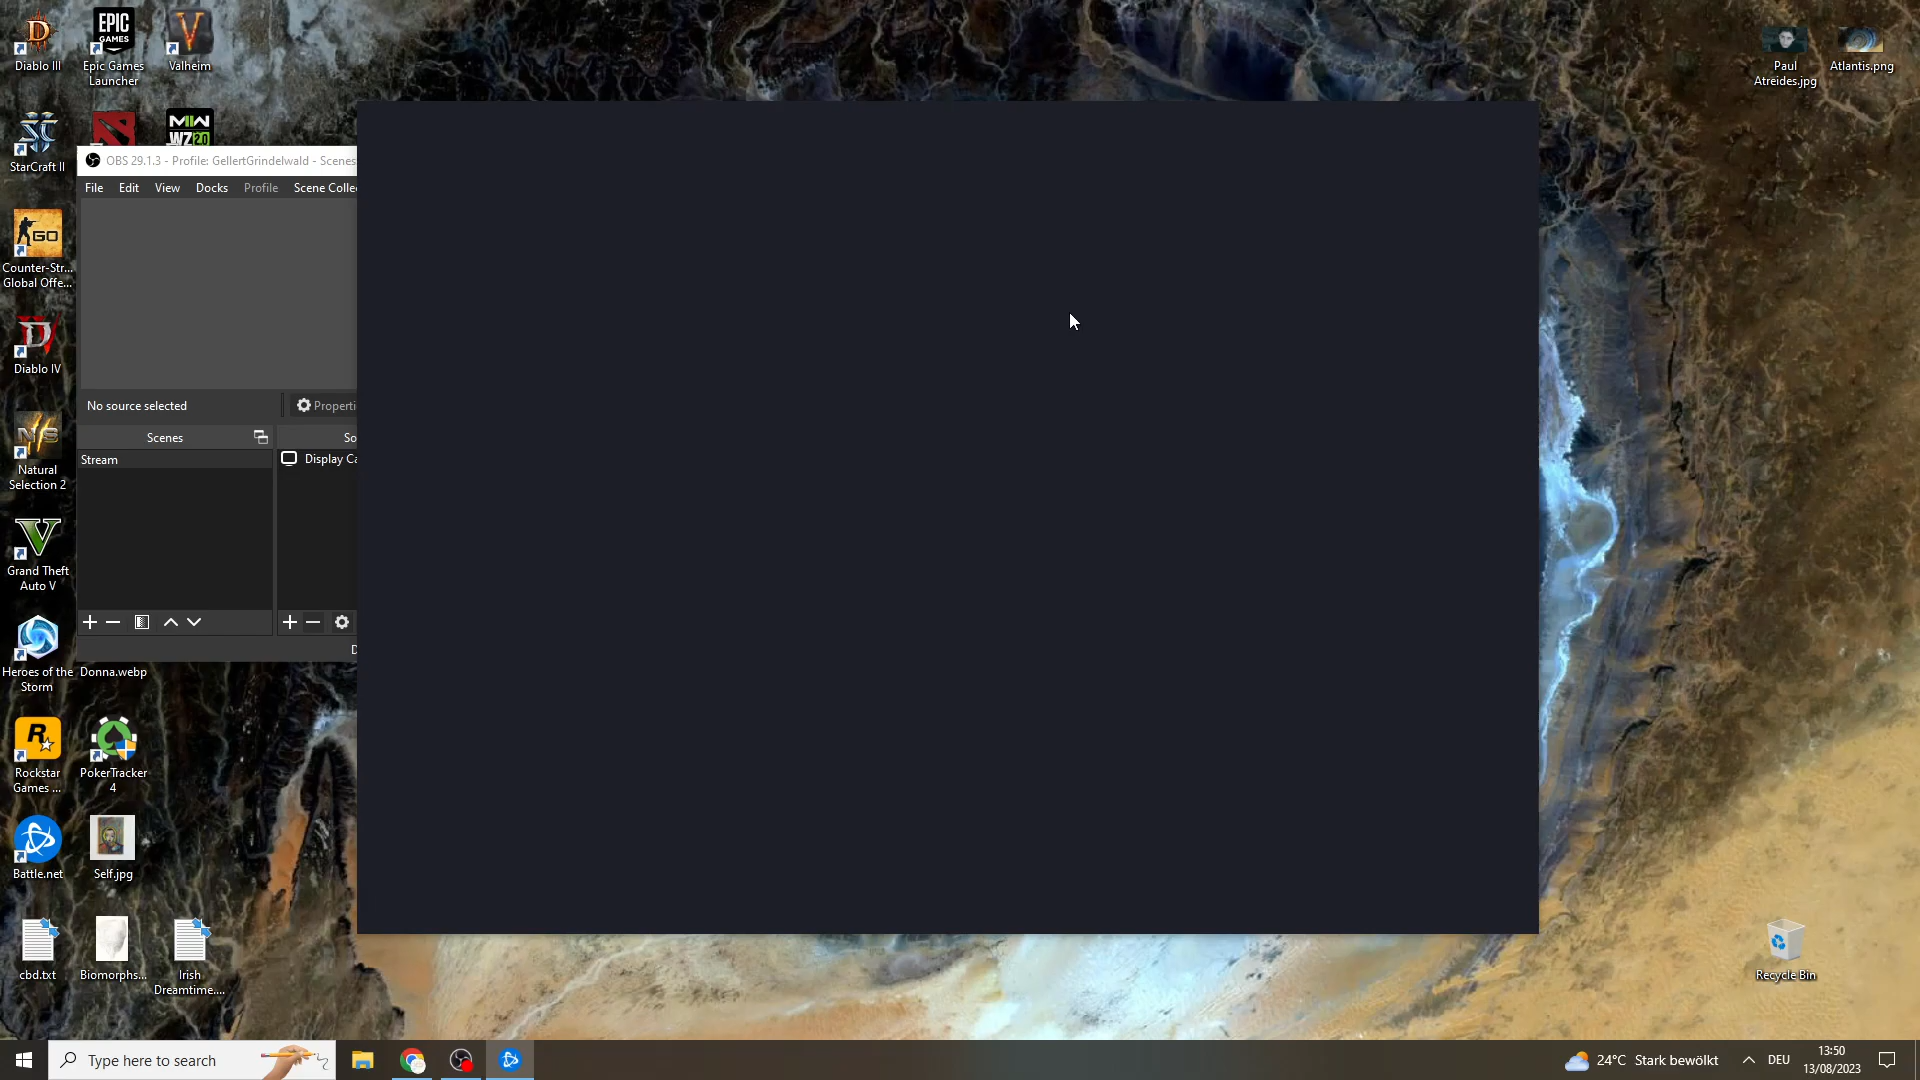 Diablo III
Epic Games
Launcher
EPIC
GAMES
Valheim
Paul
Atreides.jpg
Atlantis.png
StarCraft II
MW
WZ2.0
OBS 29.1.3 - Profile: GellertGrindelwald - Scenes
File Edit View Docks Profile Scene Colle
GO
Counter-Str...
Global Offe...
Diablo IV
No source selected
Properti
Scenes
So
Stream
Display Ca
Natural
Selection 2
Grand Theft
Auto V
D
Heroes of the
Storm
Donna.webp
Rockstar
Games ...
PokerTracker
4
Battle.net
Self.jpg
cbd.txt
Biomorphs...
Irish
Dreamtime....
Recycle Bin
Type here to search
24°C Stark bewölkt
DEU
13:50
13/08/2023